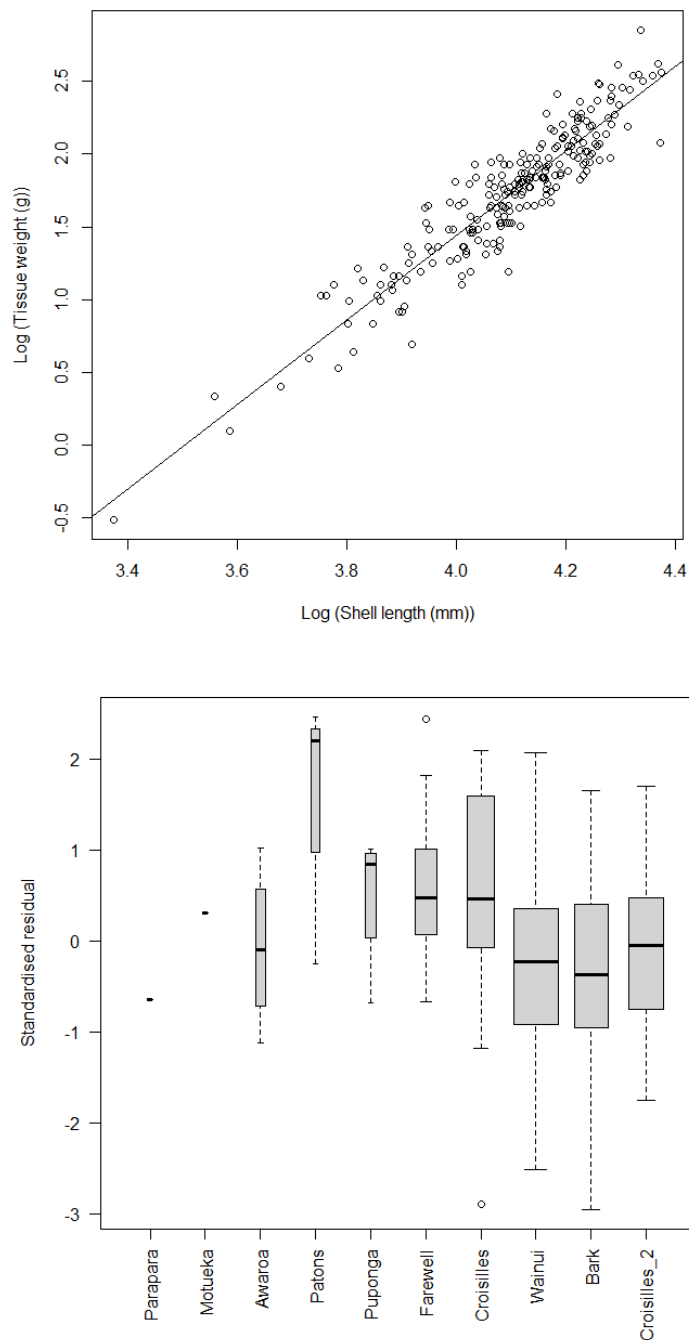 Log (Tissue weight (g))
2.5
2.0
1.5
1.0
0.5
0.0
-0.5
3.4 3.6 3.8 4.0 4.2 4.4
Log (Shell length (mm))
Standardised residual
2
1
0
-1
-2
-3
Parapara
Motueka
Awaroa
Patons
Puponga
Farewell
Croisilles
Wainui
Bark
Croisilles_2